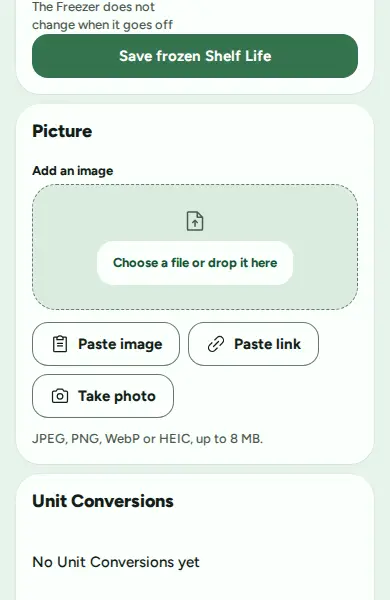 The Freezer does not
change when it goes off
Save frozen Shelf Life
Picture
Add an image
Choose a file or drop it here
Paste image
Paste link
Take photo
JPEG, PNG, WebP or HEIC, up to 8 MB.
Unit Conversions
No Unit Conversions yet